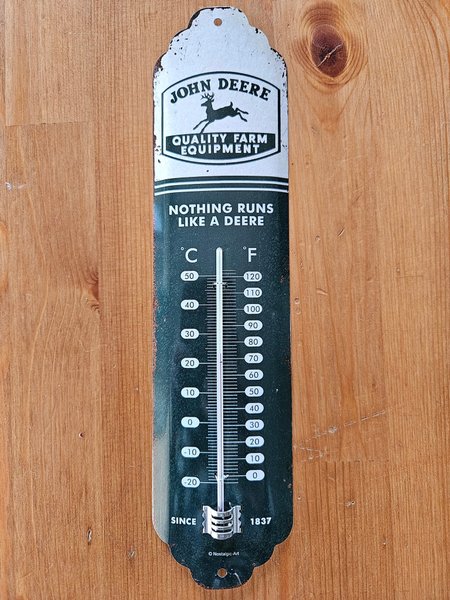 JOHN DEERE
QUALITY FARM
EQUIPMENT
NOTHING RUNS
LIKE A DEERE
°C °F
50 120
110
40 100
90
30 80
20 70
60
10 50
40
0 30
20
-10 10
-20 0
SINCE 1837
© Nostalgic-Art